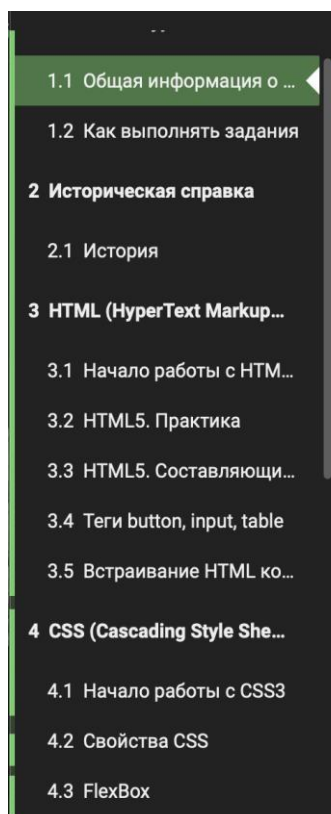 1.1 Общая информация о ...
1.2 Как выполнять задания
2 Историческая справка
2.1 История
3 HTML (HyperText Markup...
3.1 Начало работы с HTM...
3.2 HTML5. Практика
3.3 HTML5. Составляющи...
3.4 Теги button, input, table
3.5 Встраивание HTML ко...
4 CSS (Cascading Style She...
4.1 Начало работы с CSS3
4.2 Свойства CSS
4.3 FlexBox